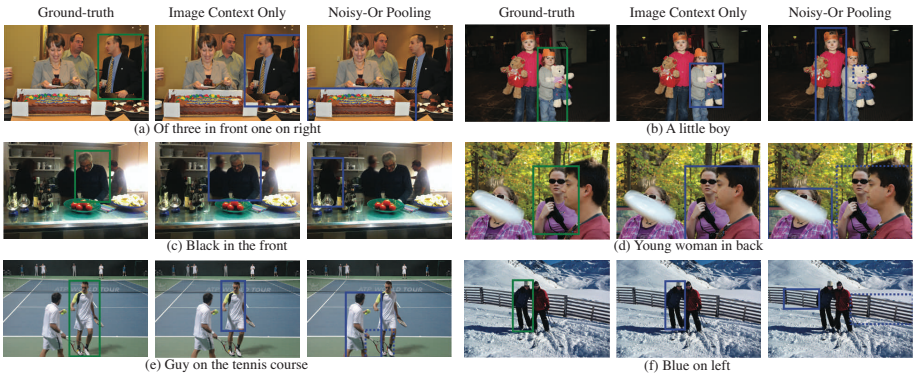 Ground-truth Image Context Only Noisy-Or Pooling Ground-truth Image Context Only Noisy-Or Pooling
(a) Of three in front one on right (b) A little boy
(c) Black in the front (d) Young woman in back
(e) Guy on the tennis course (f) Blue on left